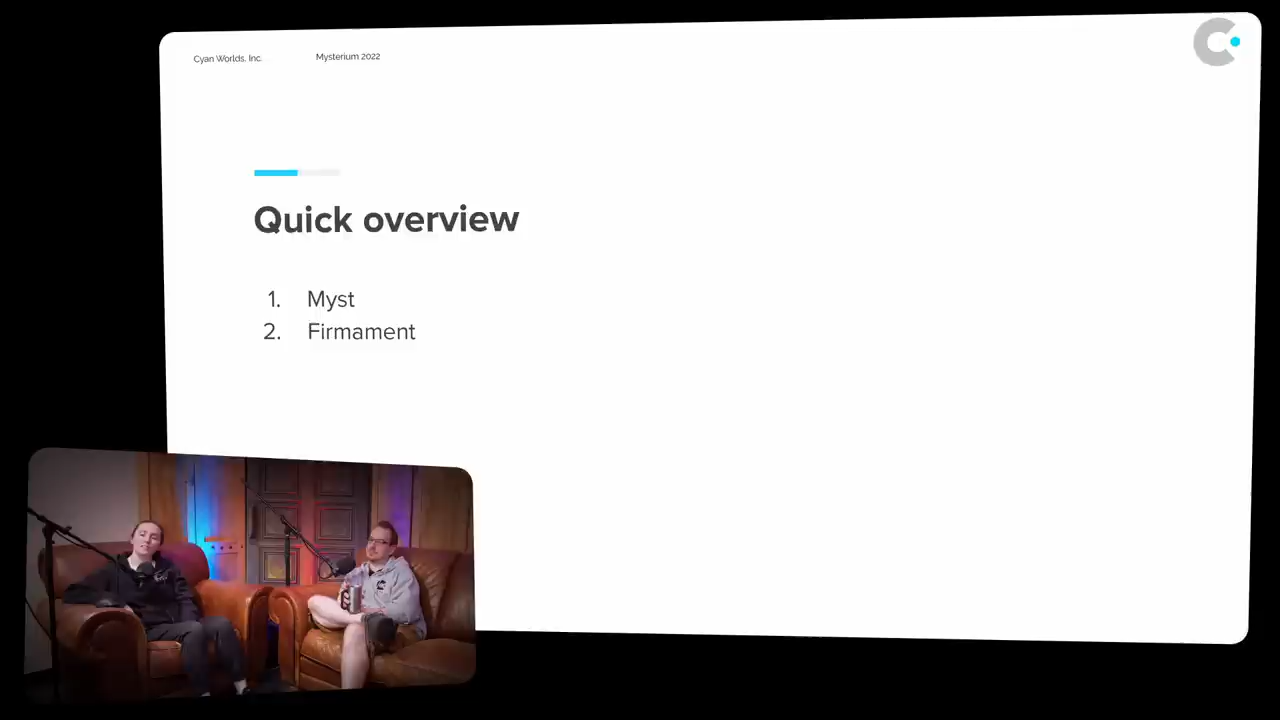 Cyan Worlds, Inc. Mysterium 2022
Quick overview
1. Myst
2. Firmament